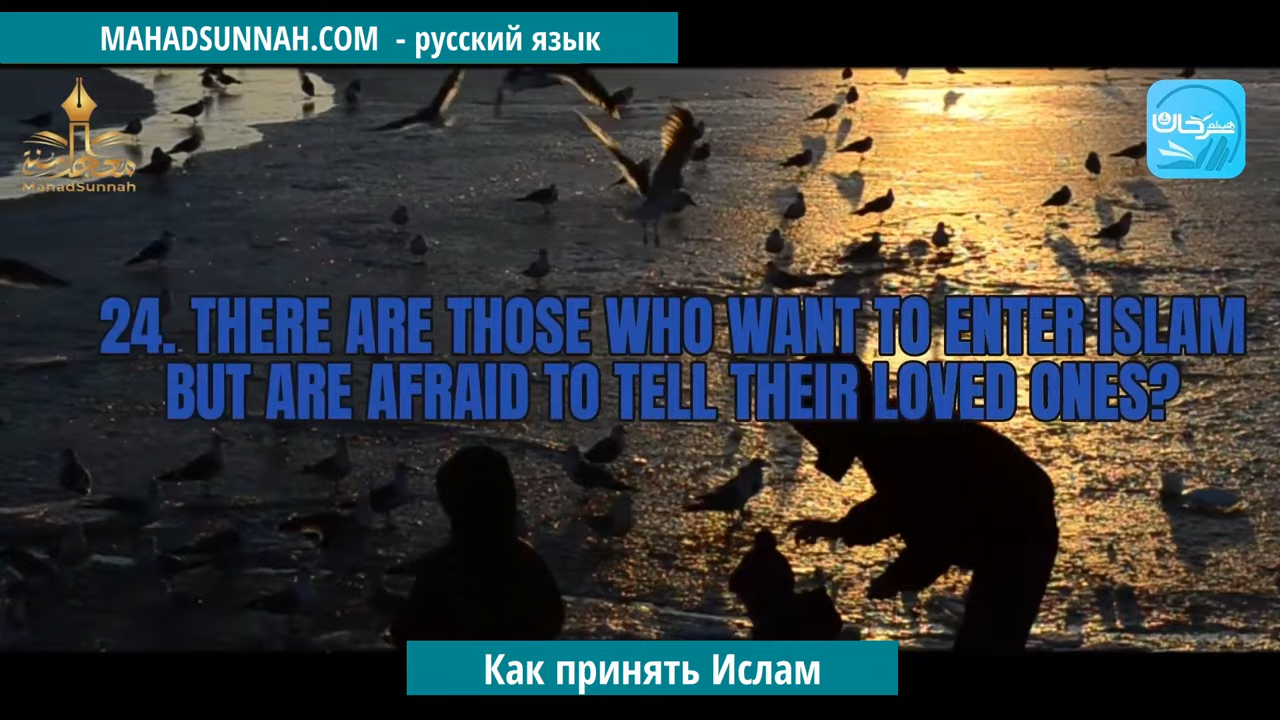 MAHADSUNNAH.COM - русский язык
MahadSunnah
24. THERE ARE THOSE WHO WANT TO ENTER ISLAM
BUT ARE AFRAID TO TELL THEIR LOVED ONES?
Как принять Ислам